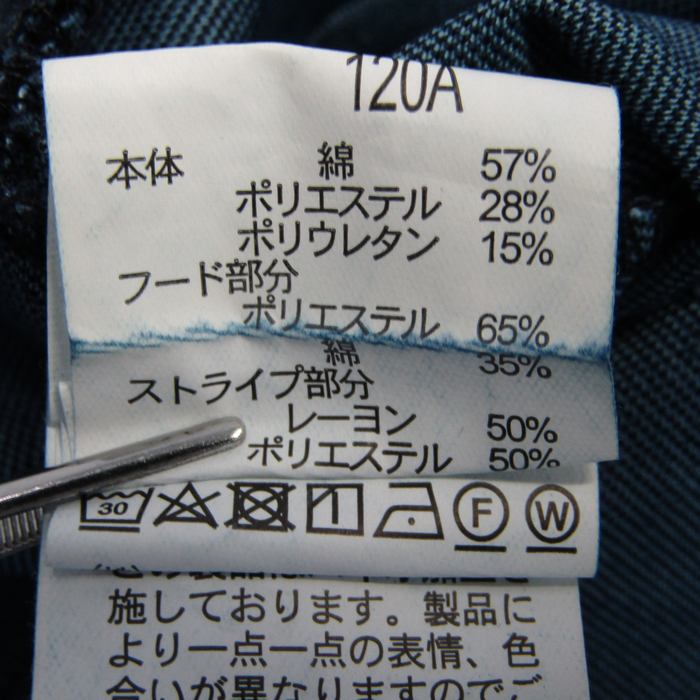 120A
本体 綿 57%
ポリエステル 28%
ポリウレタン 15%
フード部分
ポリエステル 65%
綿 35%
ストライプ部分
レーヨン 50%
ポリエステル 50%
30 F W
施しております。製品に
より一点一点の表情、色
合いが異なりますのでご